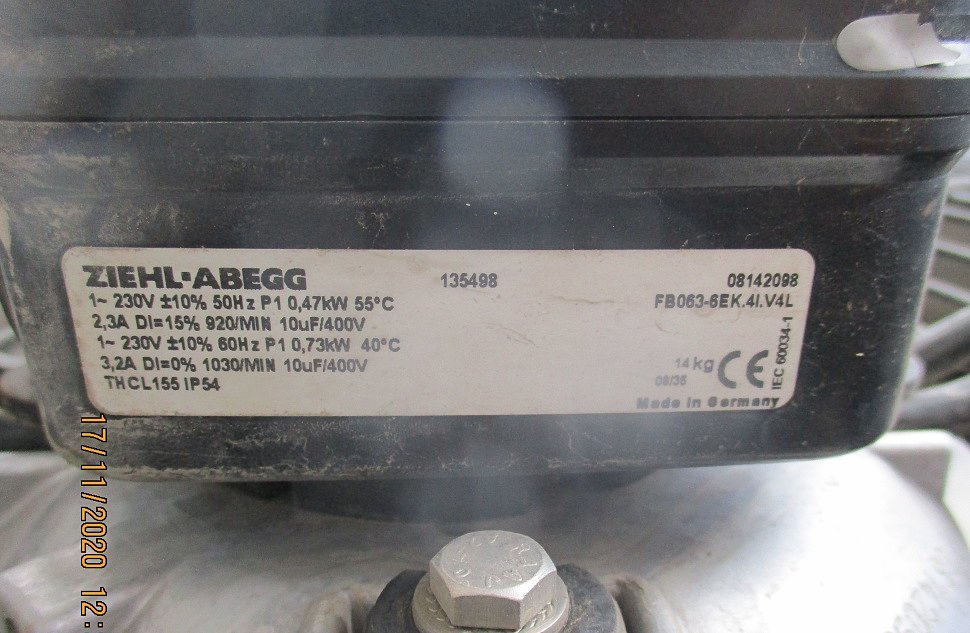 ZIEHL-ABEGG 135498 08142098
1~ 230V ±10% 50Hz P1 0,47kW 55°C FB063-6EK.4I.V4L
2,3A DI=15% 920/MIN 10uF/400V
1~ 230V ±10% 60Hz P1 0,73kW 40°C
3,2A DI=0% 1030/MIN 10uF/400V
THCL155 IP54
14kg CE
IEC 60034-1
Made in Germany
17/11/2020 12: